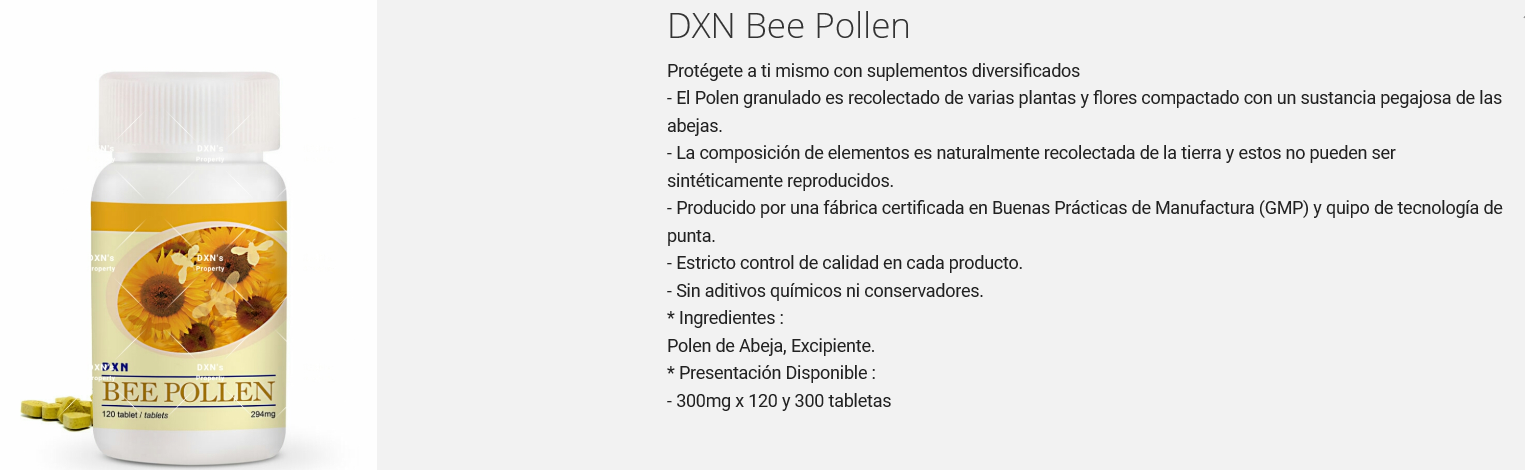 DXN Bee Pollen
Protégete a ti mismo con suplementos diversificados
- El Polen granulado es recolectado de varias plantas y flores compactado con un sustancia pegajosa de las
abejas.
- La composición de elementos es naturalmente recolectada de la tierra y estos no pueden ser
sintéticamente reproducidos.
- Producido por una fábrica certificada en Buenas Prácticas de Manufactura (GMP) y quipo de tecnología de
punta.
- Estricto control de calidad en cada producto.
- Sin aditivos químicos ni conservadores.
* Ingredientes :
Polen de Abeja, Excipiente.
* Presentación Disponible :
- 300mg x 120 y 300 tabletas
DXN's
Property
DXN's
Property
DXN's
DXN
BEE POLLEN
120 tablet / tablets 294mg